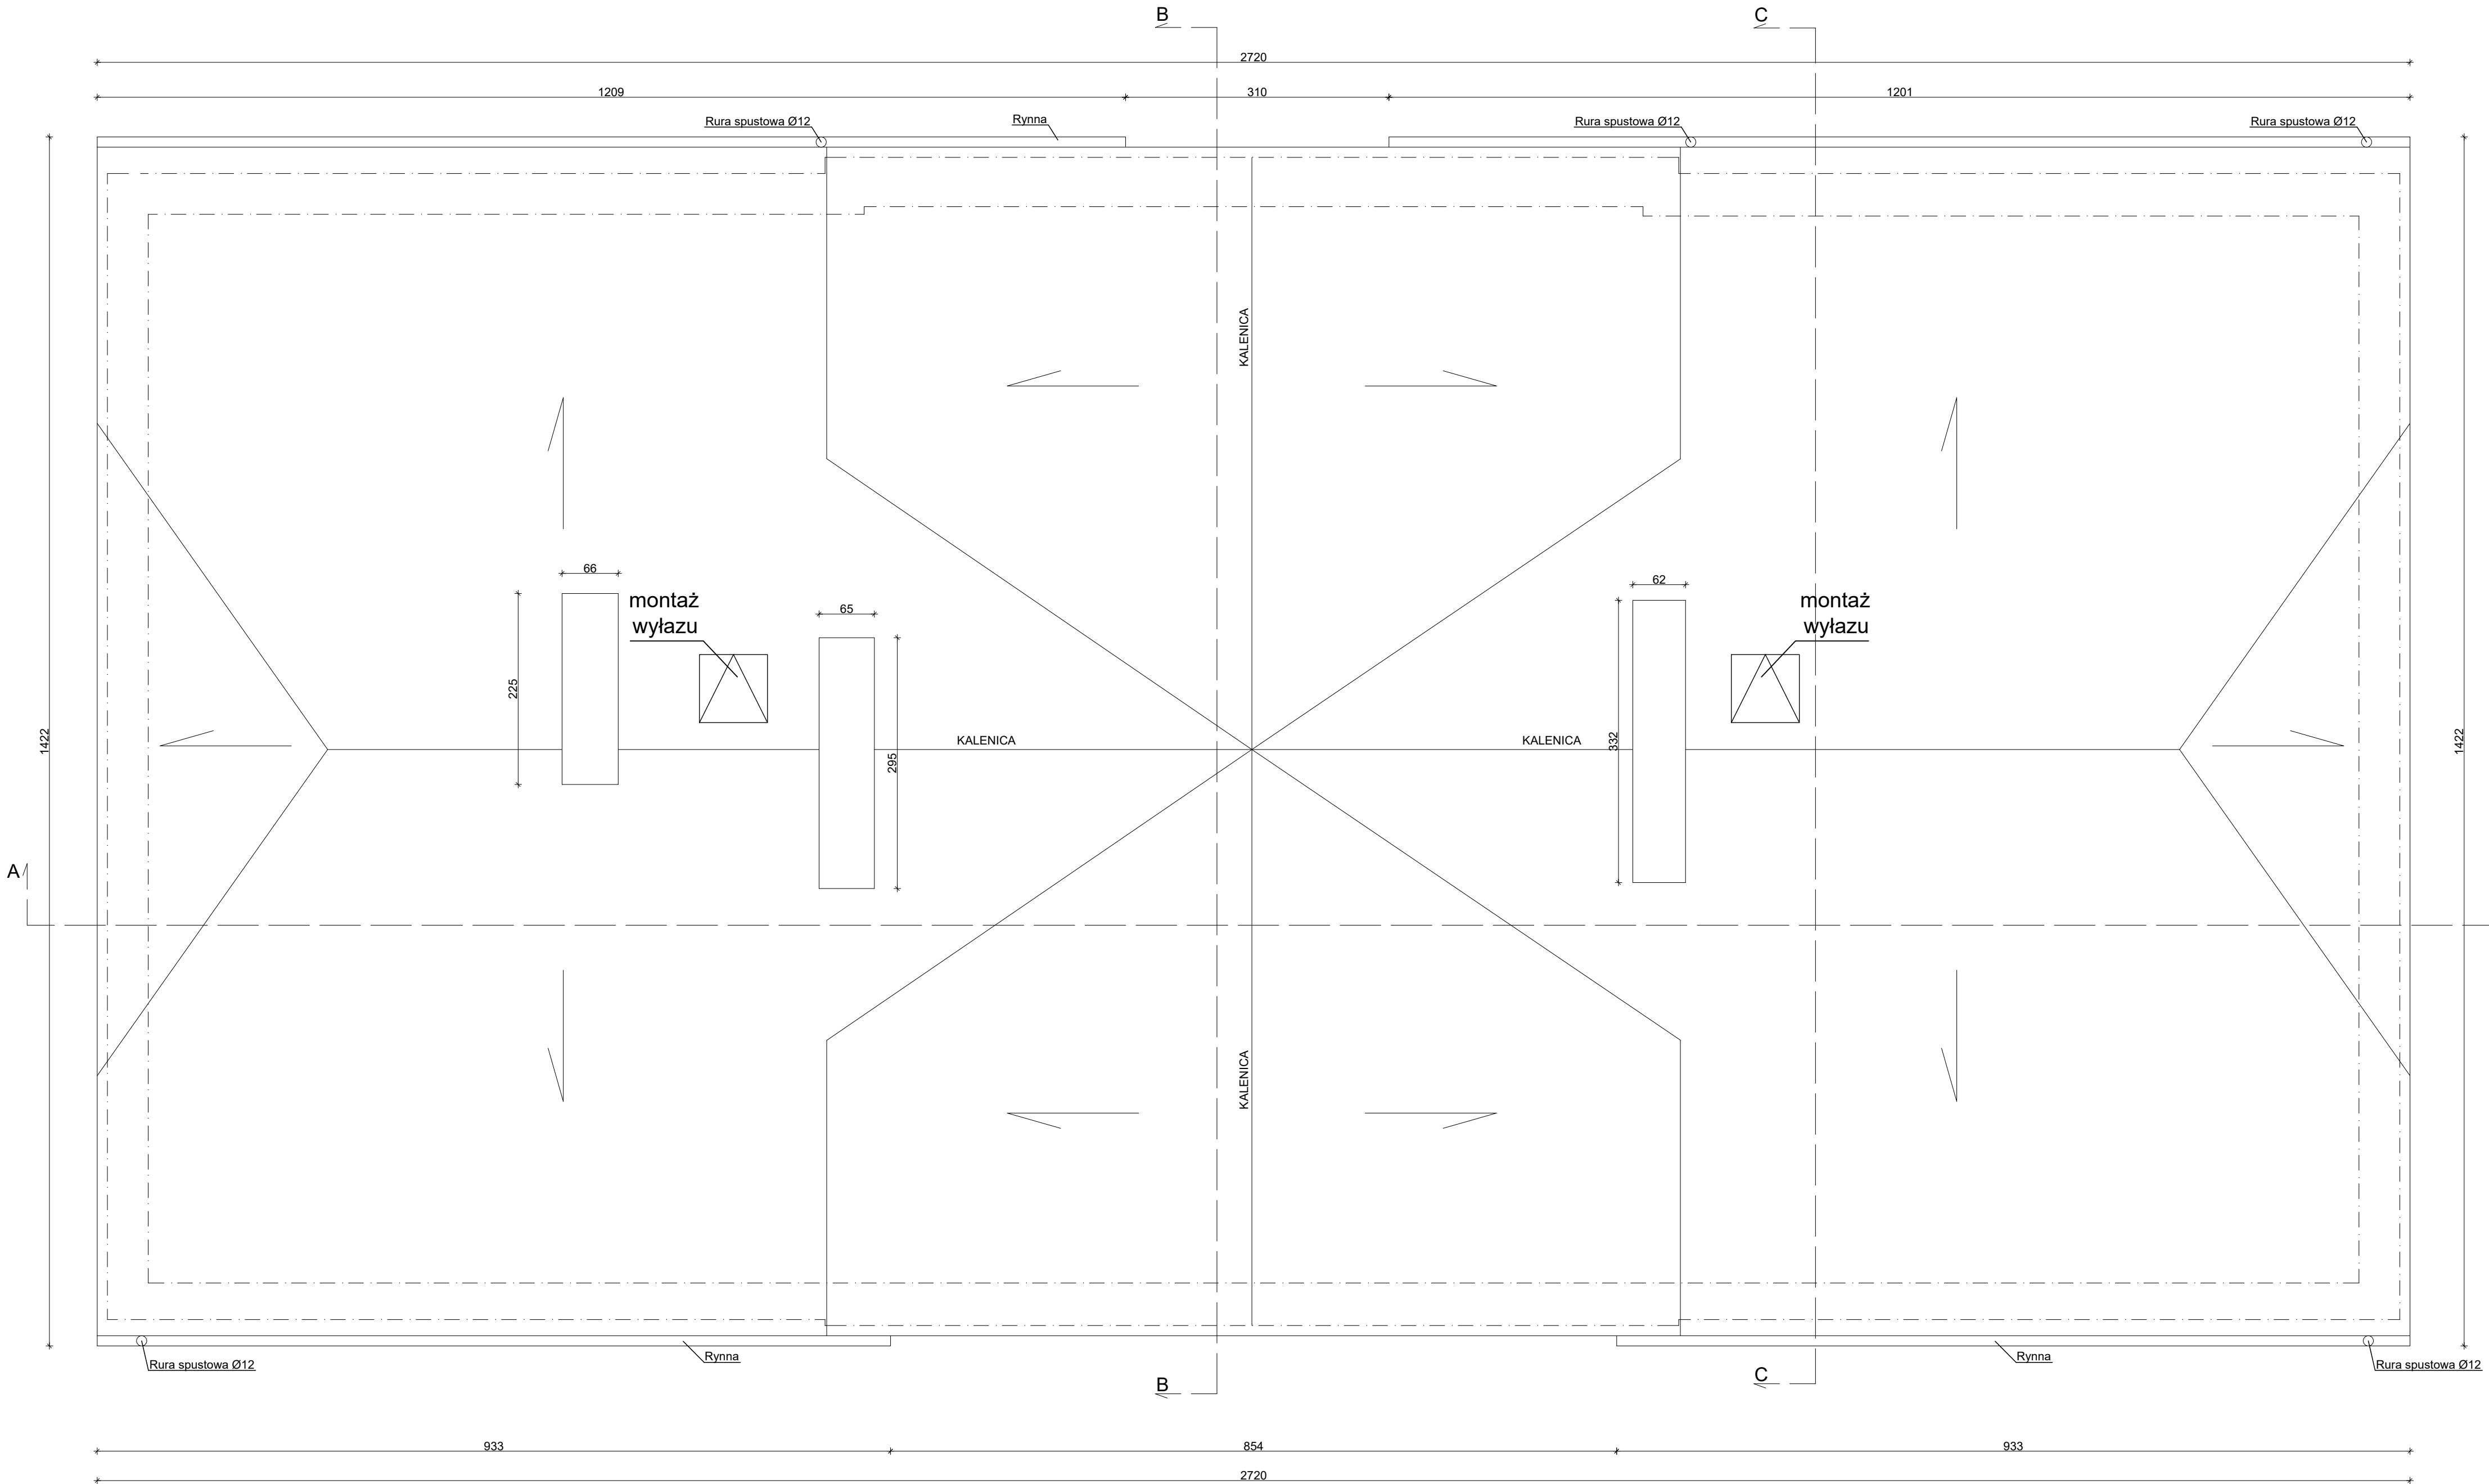 B
C
2720
1209
310
1201
Rura spustowa Ø12
Rynna
Rura spustowa Ø12
Rura spustowa Ø12
KALENICA
66
montaż
wyłazu
65
62
montaż
wyłazu
225
1422
KALENICA
295
KALENICA
332
1422
A
KALENICA
Rura spustowa Ø12
Rynna
Rynna
Rura spustowa Ø12
B
C
933
854
933
2720